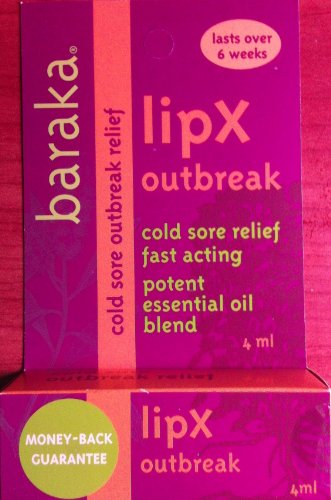 lasts over
6 weeks
baraka®
cold sore outbreak relief
lipX
outbreak
cold sore relief
fast acting
potent
essential oil
blend
4 ml
outbreak relief
MONEY-BACK
GUARANTEE
lipX
outbreak
4ml